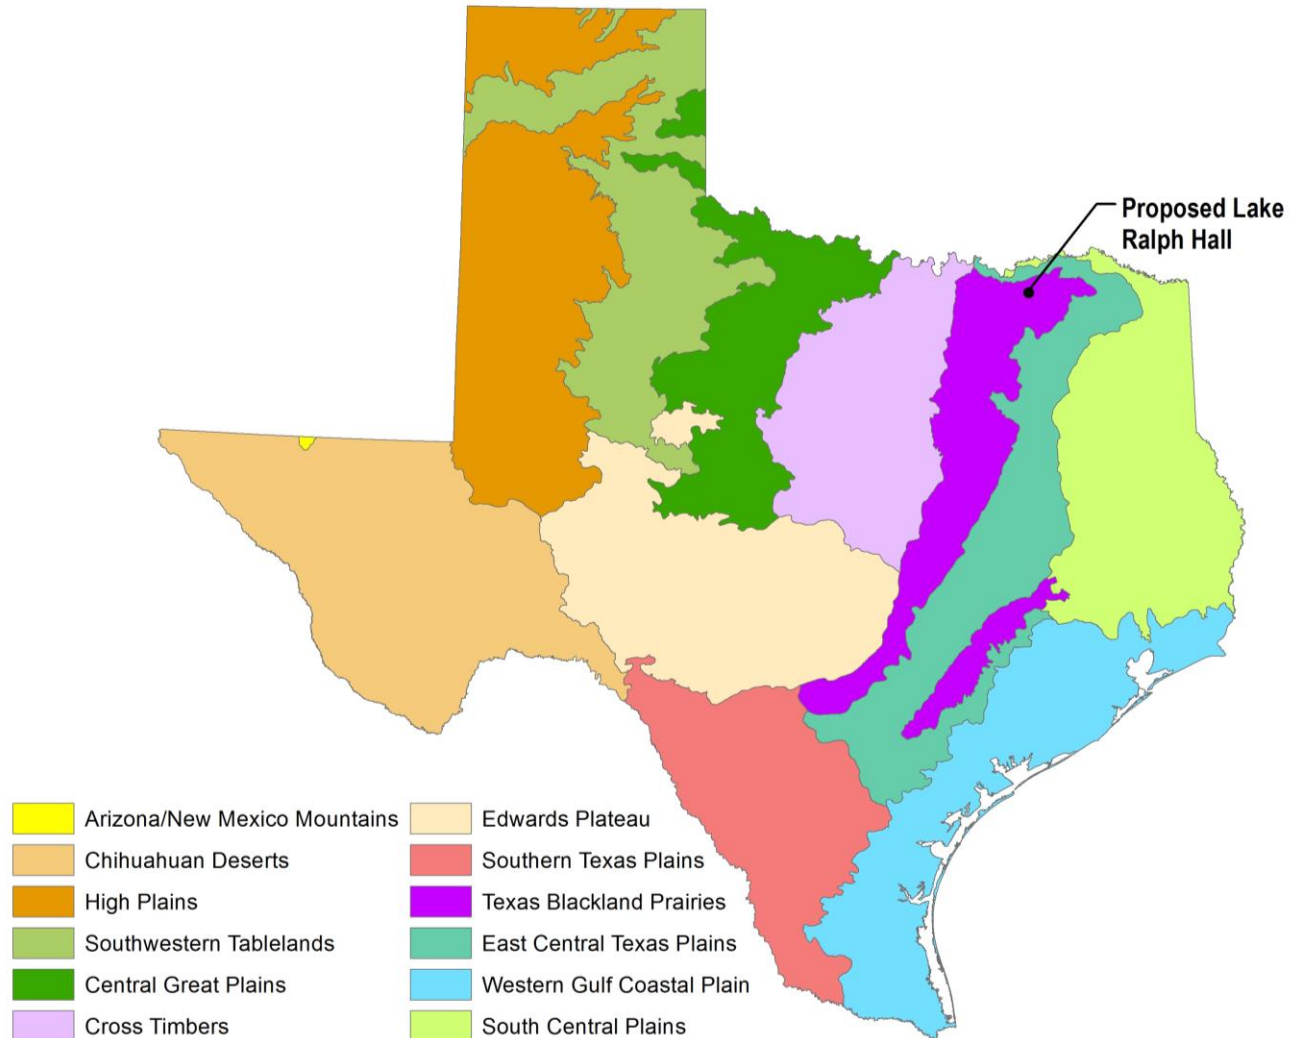 Proposed Lake
Ralph Hall
Arizona/New Mexico Mountains
Chihuahuan Deserts
High Plains
Southwestern Tablelands
Central Great Plains
Cross Timbers
Edwards Plateau
Southern Texas Plains
Texas Blackland Prairies
East Central Texas Plains
Western Gulf Coastal Plain
South Central Plains